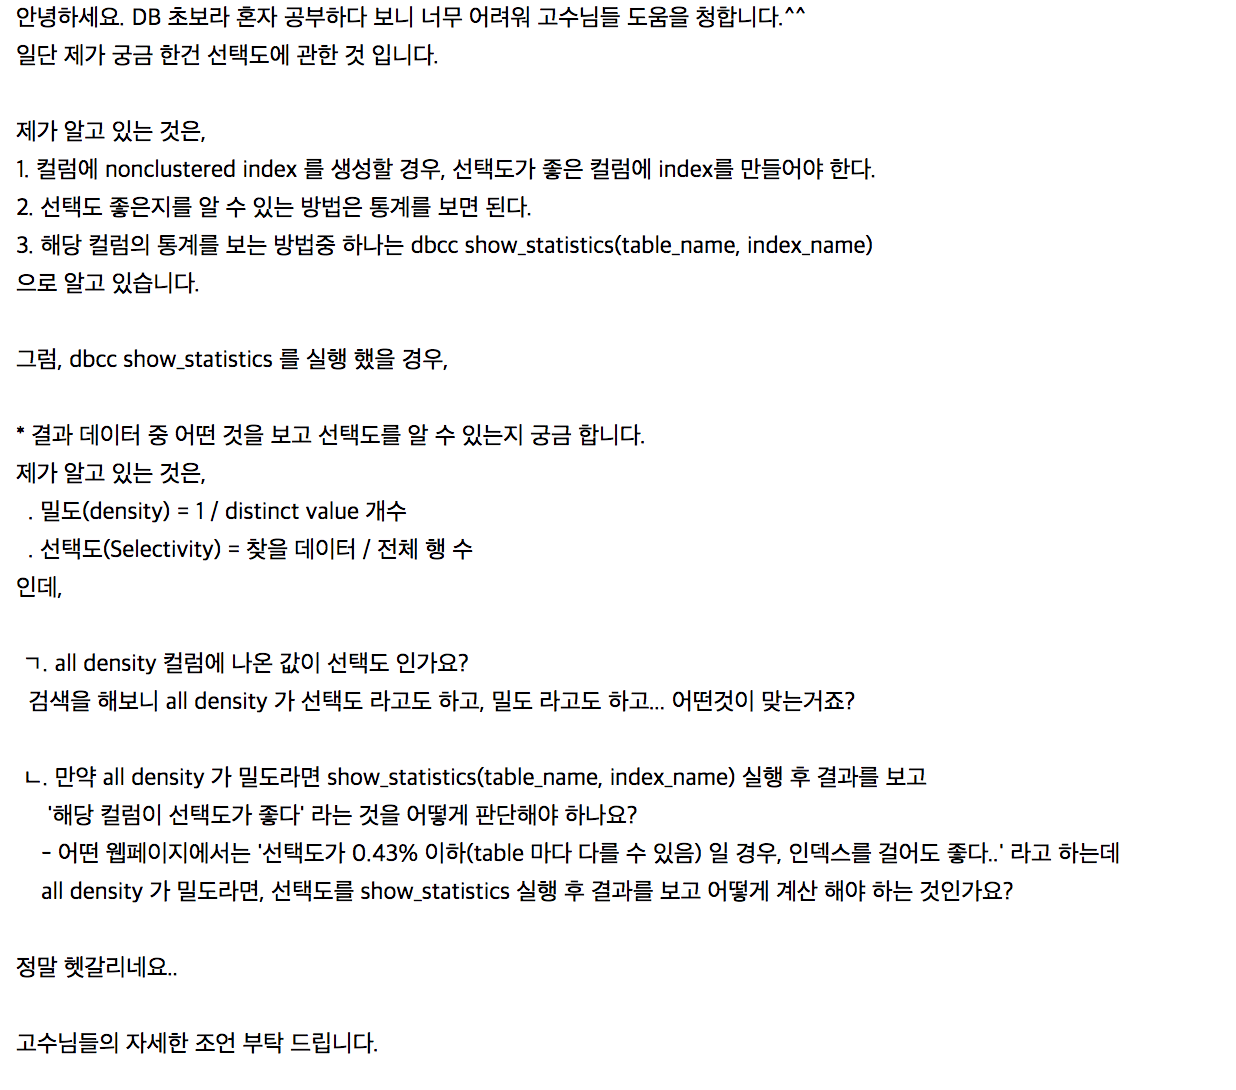 안녕하세요. DB 초보라 혼자 공부하다 보니 너무 어려워 고수님들 도움을 청합니다.^^
일단 제가 궁금 한건 선택도에 관한 것 입니다.
제가 알고 있는 것은,
1. 컬럼에 nonclustered index 를 생성할 경우, 선택도가 좋은 컬럼에 index를 만들어야 한다.
2. 선택도 좋은지를 알 수 있는 방법은 통계를 보면 된다.
3. 해당 컬럼의 통계를 보는 방법중 하나는 dbcc show_statistics(table_name, index_name)
으로 알고 있습니다.
그럼, dbcc show_statistics 를 실행 했을 경우,
* 결과 데이터 중 어떤 것을 보고 선택도를 알 수 있는지 궁금 합니다.
제가 알고 있는 것은,
. 밀도(density) = 1 / distinct value 개수
. 선택도(Selectivity) = 찾을 데이터 / 전체 행 수
인데,
ㄱ. all density 컬럼에 나온 값이 선택도 인가요?
검색을 해보니 all density 가 선택도 라고도 하고, 밀도 라고도 하고... 어떤것이 맞는거죠?
ㄴ. 만약 all density 가 밀도라면 show_statistics(table_name, index_name) 실행 후 결과를 보고
'해당 컬럼이 선택도가 좋다' 라는 것을 어떻게 판단해야 하나요?
- 어떤 웹페이지에서는 '선택도가 0.43% 이하(table 마다 다를 수 있음) 일 경우, 인덱스를 걸어도 좋다..' 라고 하는데
all density 가 밀도라면, 선택도를 show_statistics 실행 후 결과를 보고 어떻게 계산 해야 하는 것인가요?
정말 헷갈리네요..
고수님들의 자세한 조언 부탁 드립니다.